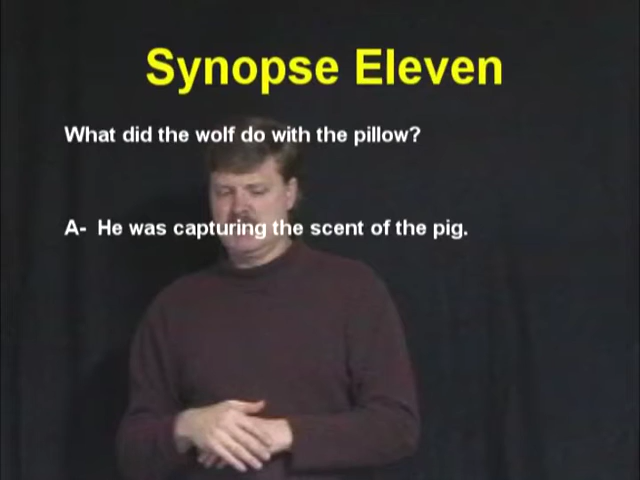 Synopse Eleven
What did the wolf do with the pillow?
A- He was capturing the scent of the pig.